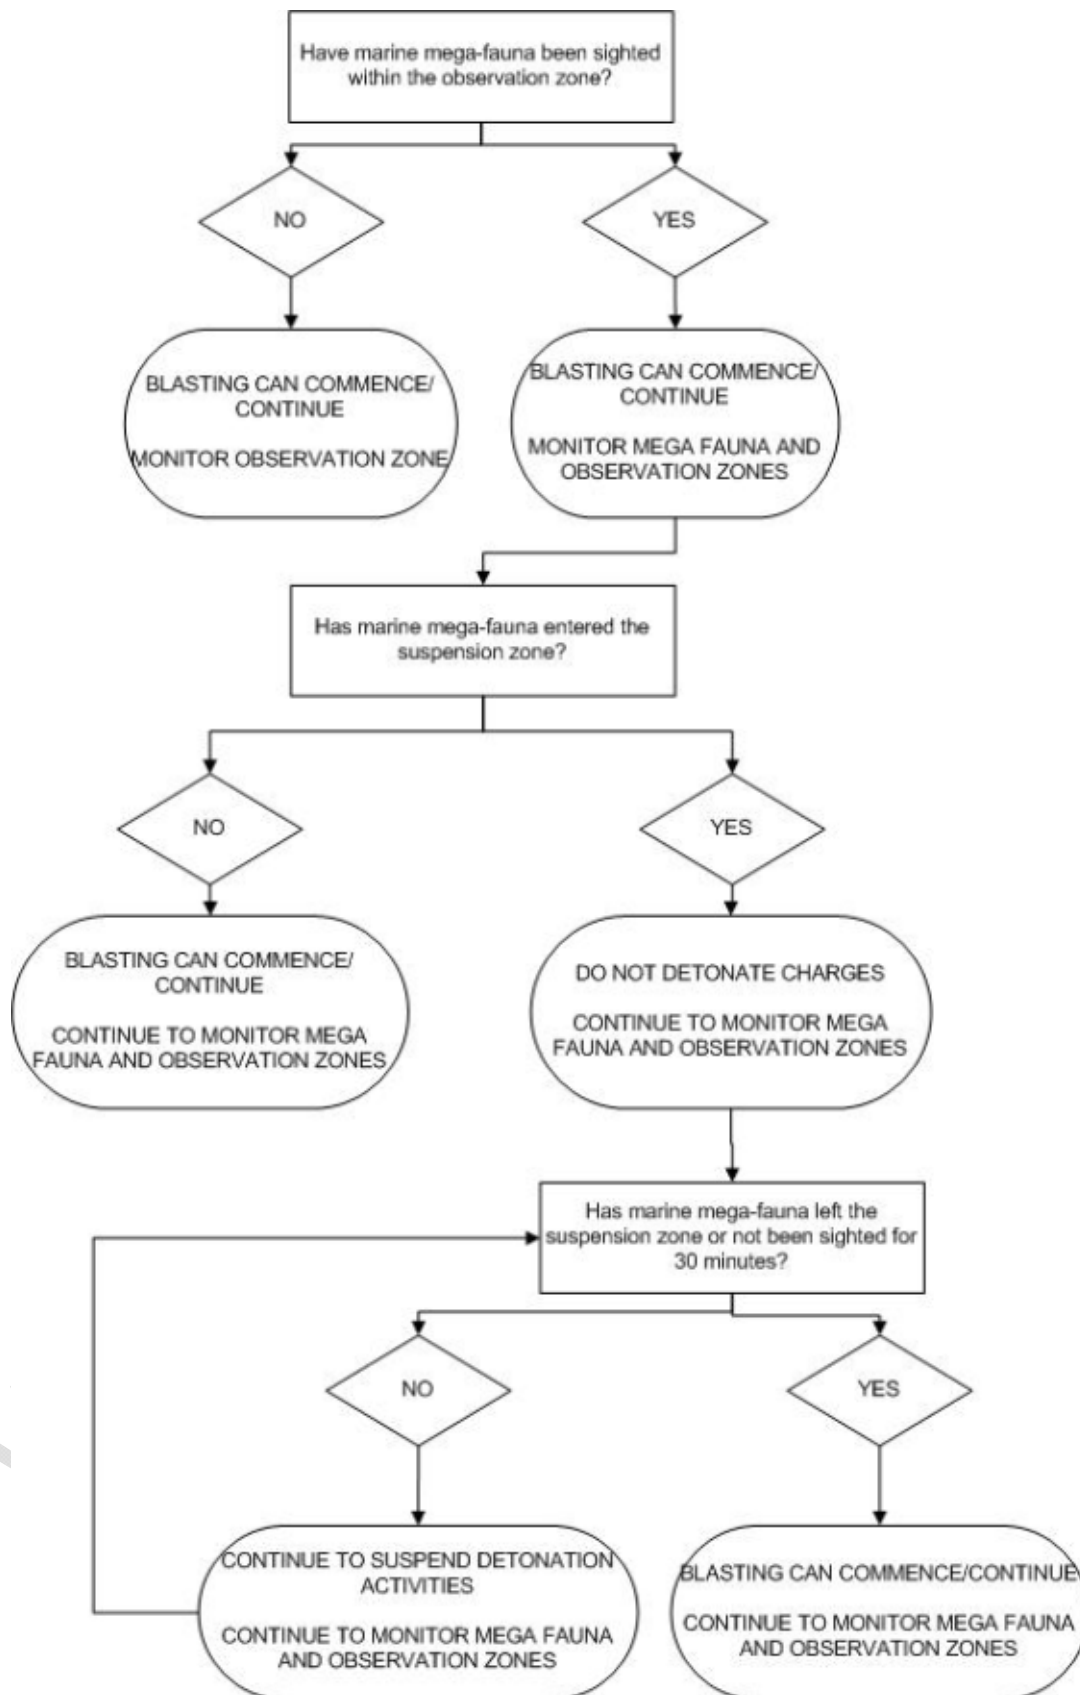 Have marine mega-fauna been sighted
within the observation zone?
NO
YES
BLASTING CAN COMMENCE/
CONTINUE
MONITOR OBSERVATION ZONE
BLASTING CAN COMMENCE/
CONTINUE
MONITOR MEGA FAUNA AND
OBSERVATION ZONES
Has marine mega-fauna entered the
suspension zone?
NO
YES
BLASTING CAN COMMENCE/
CONTINUE
CONTINUE TO MONITOR MEGA
FAUNA AND OBSERVATION ZONES
DO NOT DETONATE CHARGES
CONTINUE TO MONITOR MEGA
FAUNA AND OBSERVATION ZONES
Has marine mega-fauna left the
suspension zone or not been sighted for
30 minutes?
NO
YES
CONTINUE TO SUSPEND DETONATION
ACTIVITIES
CONTINUE TO MONITOR MEGA FAUNA
AND OBSERVATION ZONES
BLASTING CAN COMMENCE/CONTINUE
CONTINUE TO MONITOR MEGA FAUNA
AND OBSERVATION ZONES